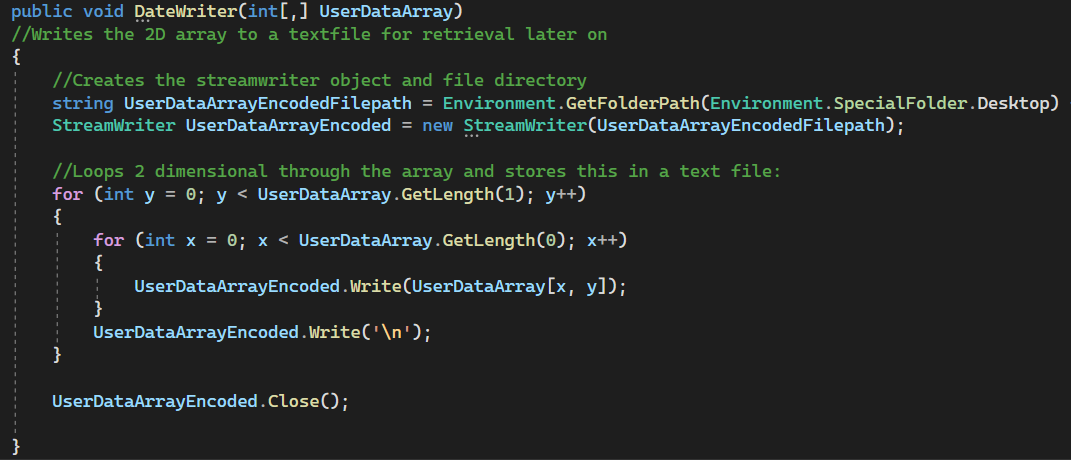 public void DateWriter(int[,] UserDataArray)
//Writes the 2D array to a textfile for retrieval later on
{
    //Creates the streamwriter object and file directory
    string UserDataArrayEncodedFilepath = Environment.GetFolderPath(Environment.SpecialFolder.Desktop)
    StreamWriter UserDataArrayEncoded = new StreamWriter(UserDataArrayEncodedFilepath);

    //Loops 2 dimensional through the array and stores this in a text file:
    for (int y = 0; y < UserDataArray.GetLength(1); y++)
    {
        for (int x = 0; x < UserDataArray.GetLength(0); x++)
        {
            UserDataArrayEncoded.Write(UserDataArray[x, y]);
        }
        UserDataArrayEncoded.Write('\n');
    }

    UserDataArrayEncoded.Close();

}